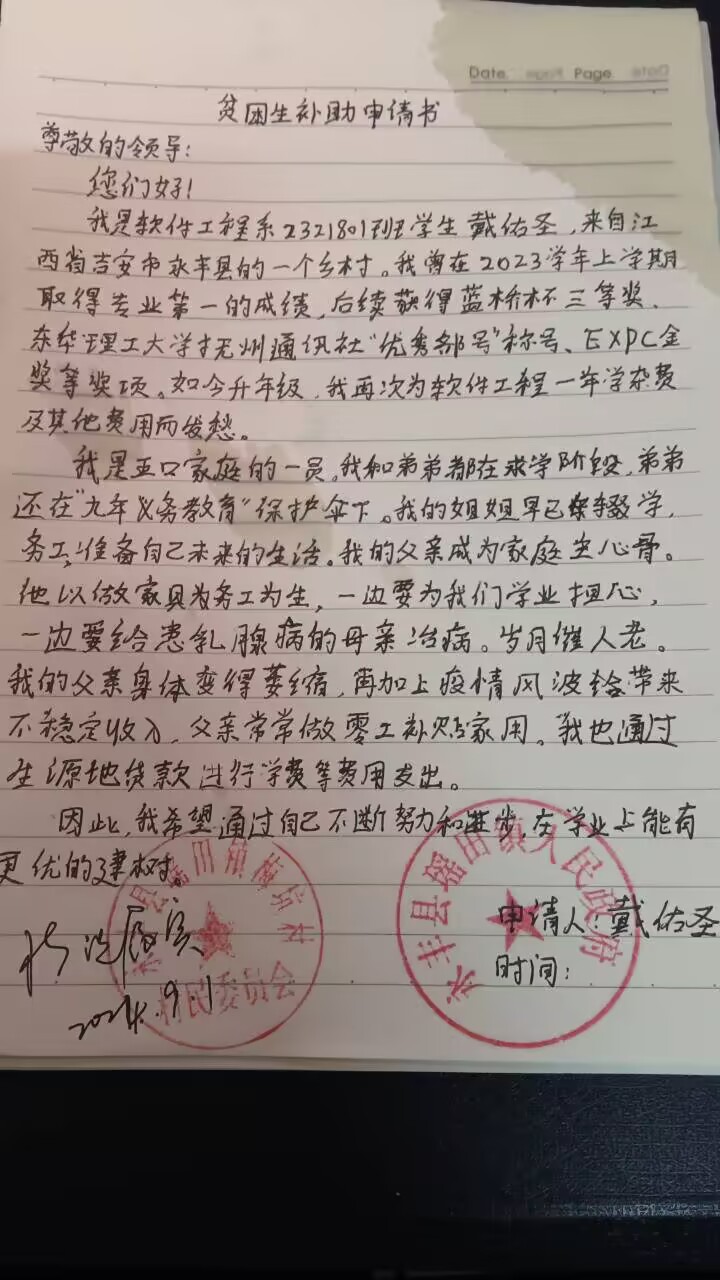 Date Page
贫困生补助申请书
尊敬的领导:
您们好!
我是软件工程系2321801班学生戴佑圣,来自江
西省吉安市永丰县的一个乡村。我曾在2023学年上学期
取得专业第一的成绩,后续获得蓝桥杯三等奖、
东华理工大学抚州通讯社“优秀部号”称号、EXPC金
奖等奖项。如今升年级,我再次为软件工程一年学杂费
及其他费用而发愁。
我是五口家庭的一员,我和弟弟都在求学阶段,弟弟
还在“九年义务教育”保护伞下。我的姐姐早已辍学,
务工,准备自己未来的生活。我的父亲成为家庭主心骨。
他以做家具为务工为生,一边要为我们学业担心,
一边要给患乳腺病的母亲治病。岁月催人老。
我的父亲身体变得萎缩,再加上疫情风波给带来
不稳定收入,父亲常常做零工补贴家用。我也通过
生源地贷款进行学费等费用支出。
因此,我希望通过自己不断努力和进步,在学业上能有
更优的建树。
县瑶田镇梅坑村
村民委员会
永丰县瑶田镇人民政府
申请人:戴佑圣
情况属实
时间:
2024.9.1